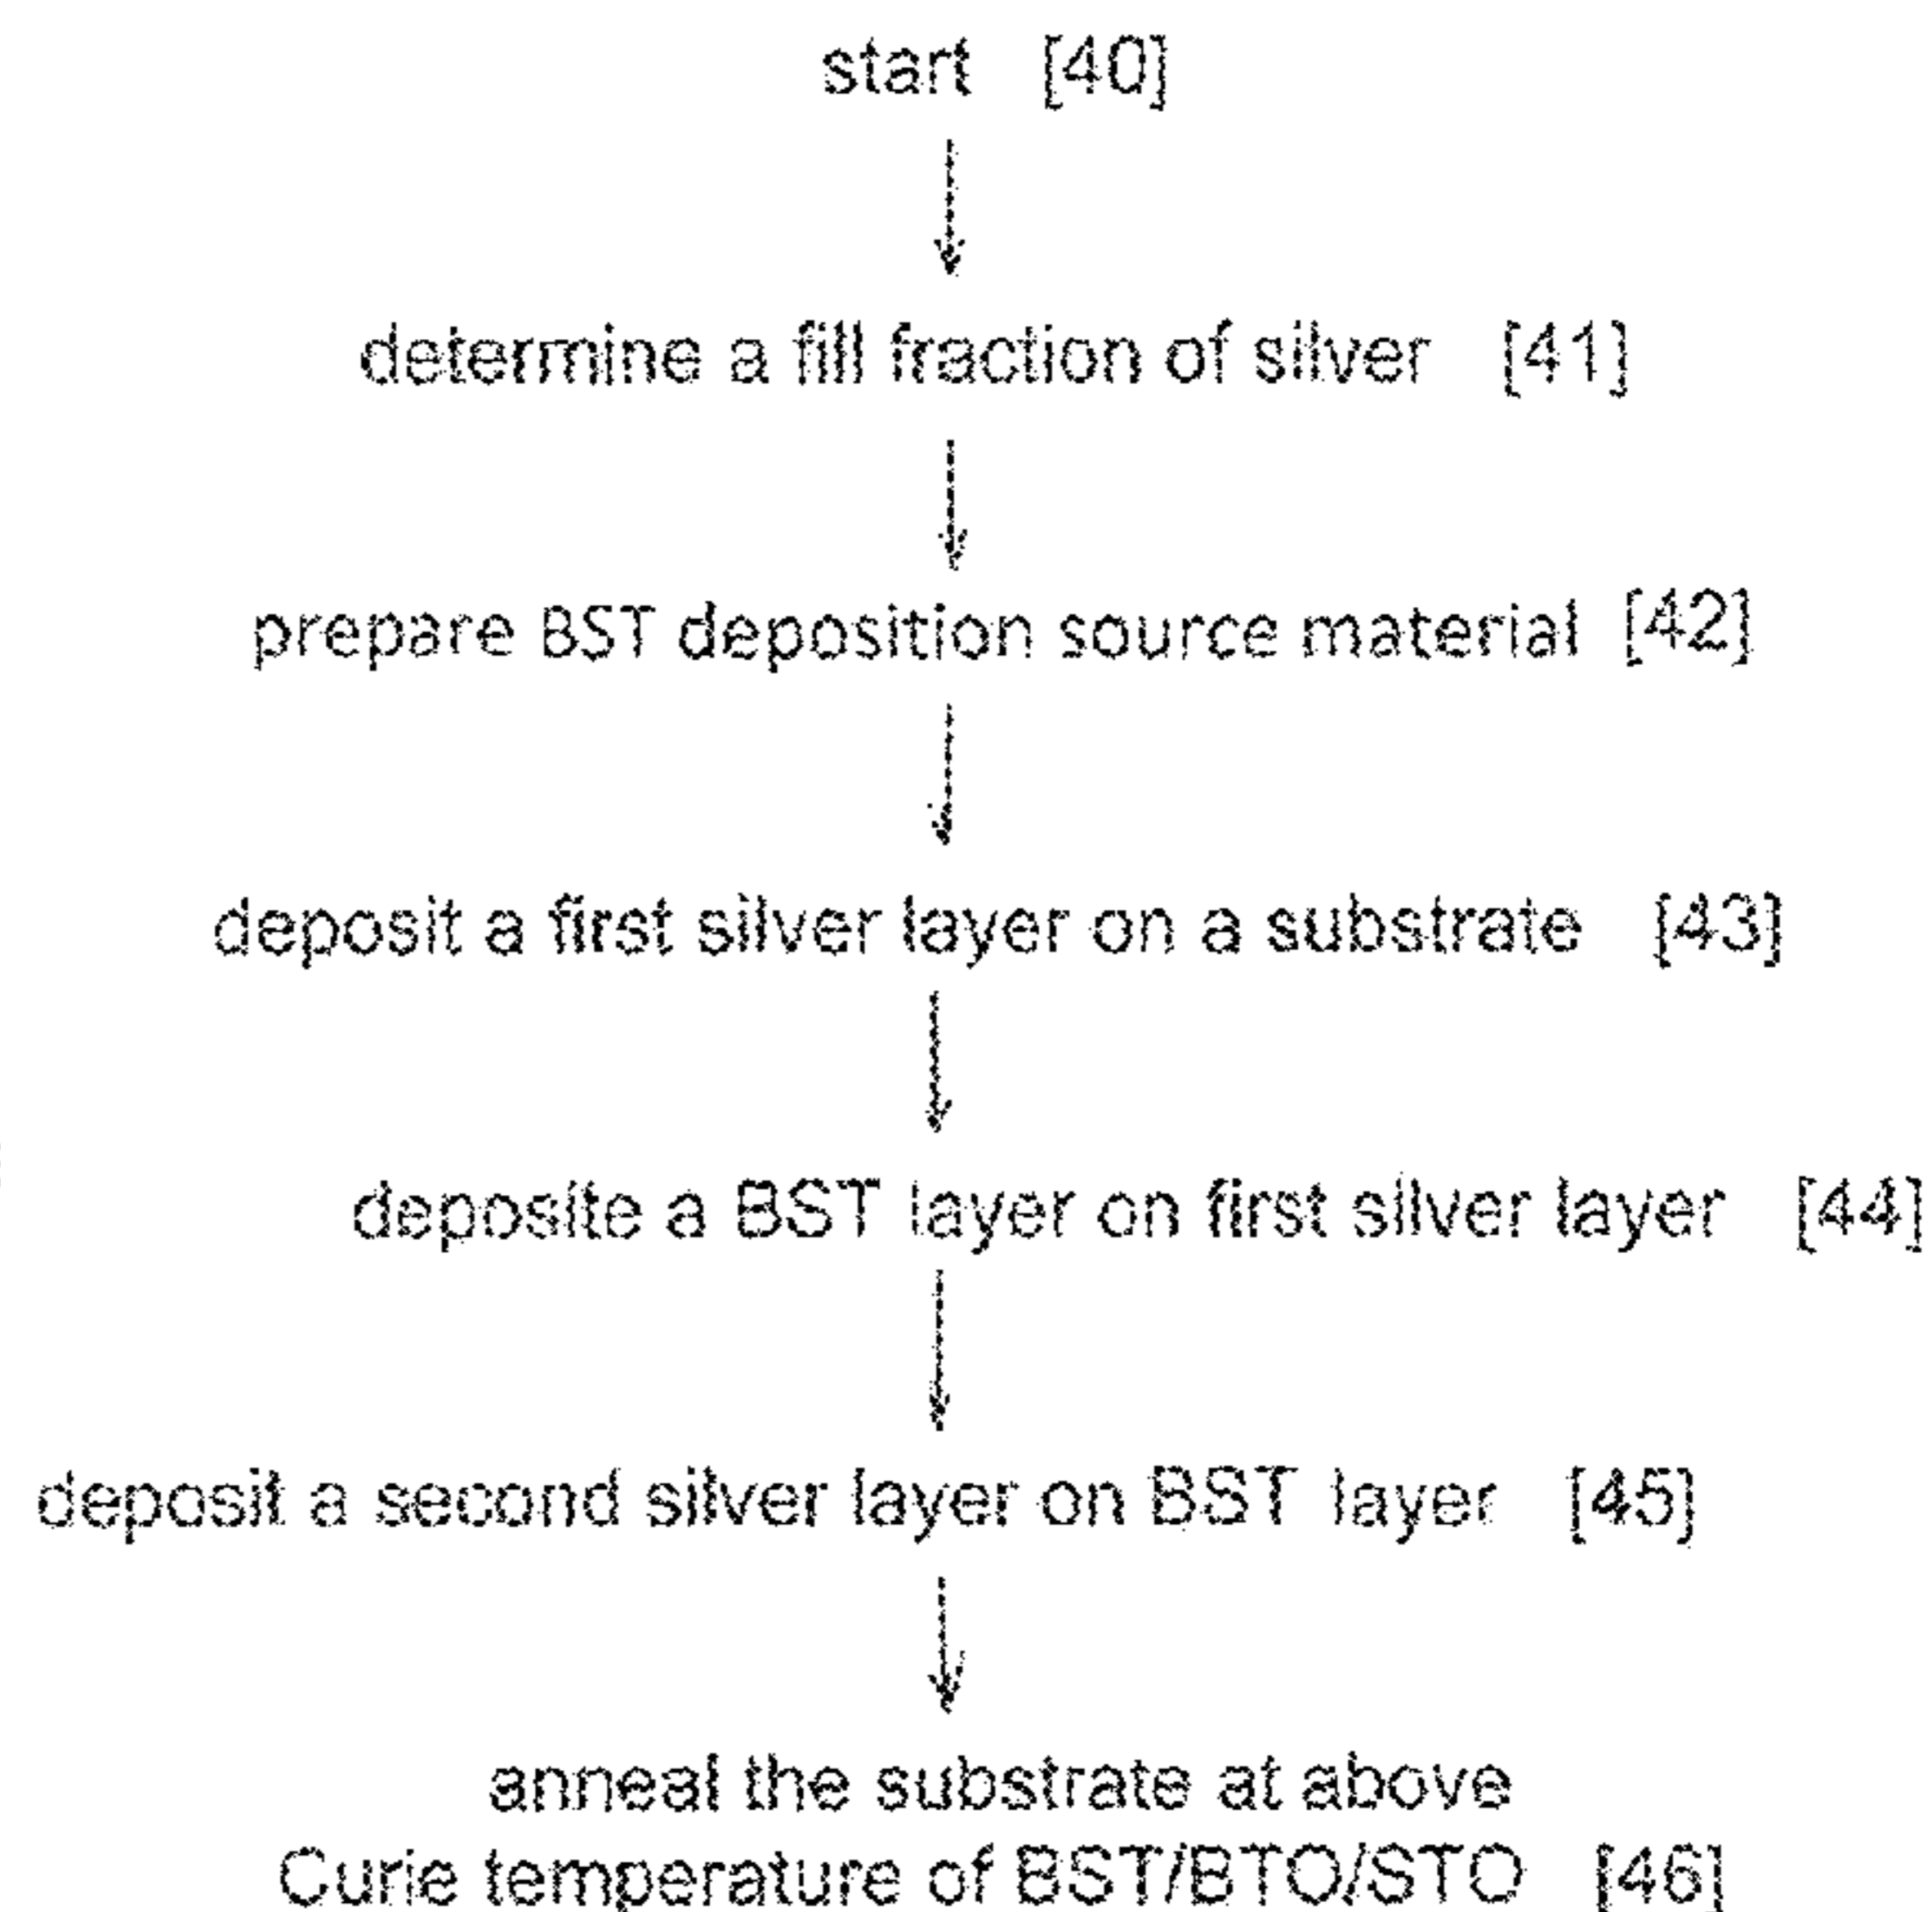 start [40]
determine a fill fraction of silver [41]
prepare BST deposition source material [42]
deposit a first silver layer on a substrate [43]
deposite a BST layer on first silver layer [44]
deposit a second silver layer on BST layer [45]
anneal the substrate at above
Curie temperature of BST/BTO/STO [46]